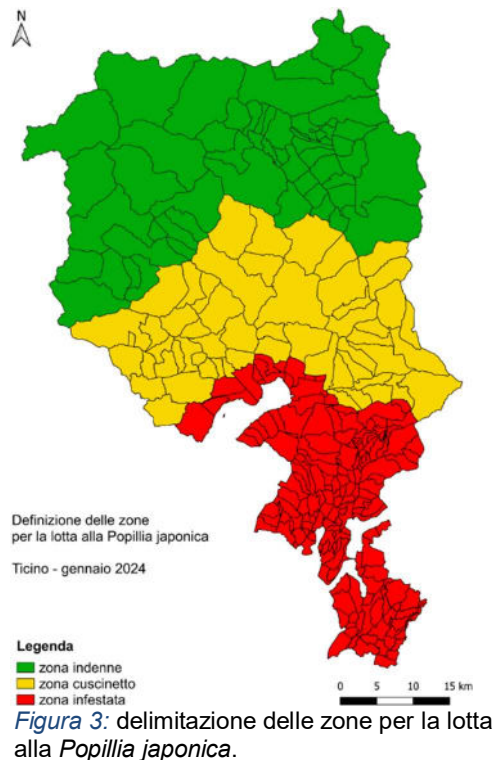 N
Definizione delle zone
per la lotta alla Popillia japonica
Ticino - gennaio 2024
Legenda
zona indenne
zona cuscinetto
zona infestata
0 5 10 15 km
Figura 3: delimitazione delle zone per la lotta
alla Popillia japonica.